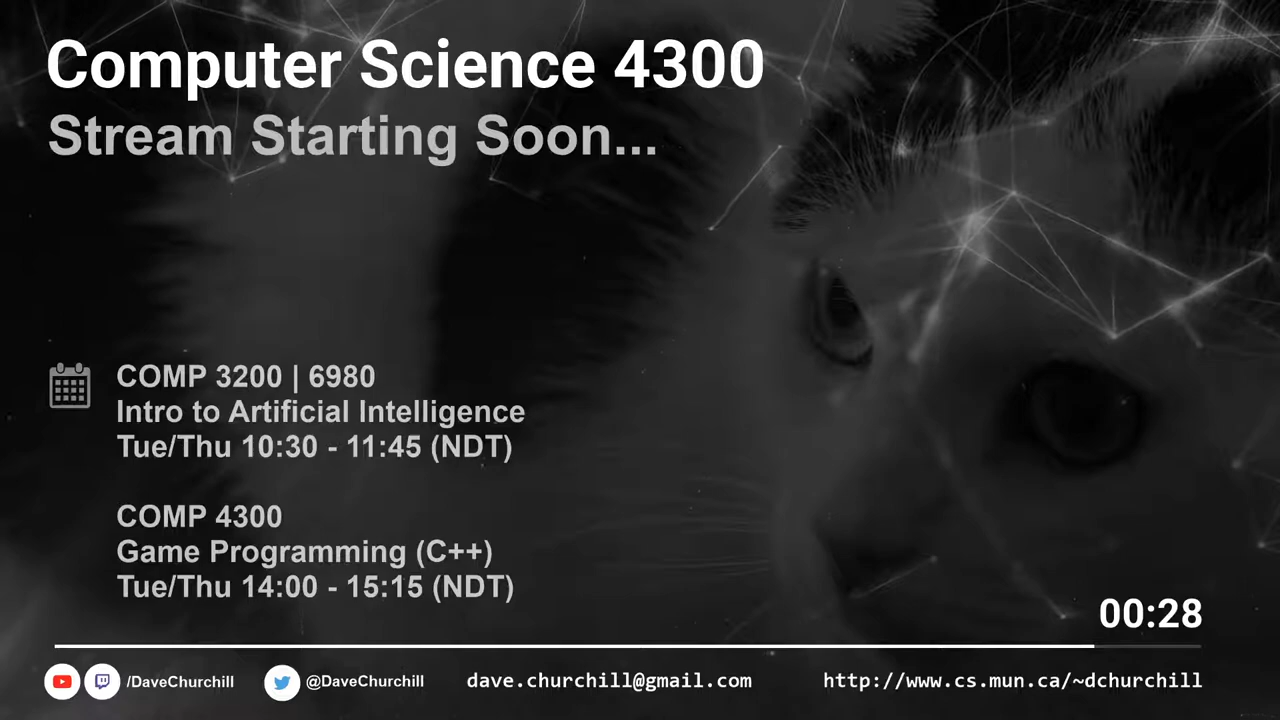 Computer Science 4300
Stream Starting Soon...
COMP 3200 | 6980
Intro to Artificial Intelligence
Tue/Thu 10:30 - 11:45 (NDT)
COMP 4300
Game Programming (C++)
Tue/Thu 14:00 - 15:15 (NDT)
00:28
/DaveChurchill
@DaveChurchill
dave.churchill@gmail.com
http://www.cs.mun.ca/~dchurchill